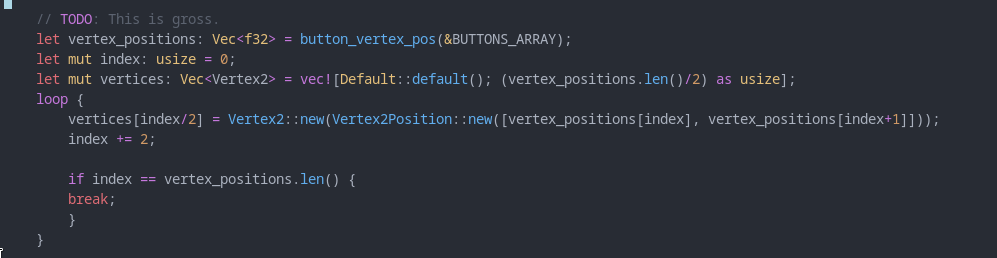 // TODO: This is gross.
let vertex_positions: Vec<f32> = button_vertex_pos(&BUTTONS_ARRAY);
let mut index: usize = 0;
let mut vertices: Vec<Vertex2> = vec![Default::default(); (vertex_positions.len()/2) as usize];
loop {
    vertices[index/2] = Vertex2::new(Vertex2Position::new([vertex_positions[index], vertex_positions[index+1]]));
    index += 2;

    if index == vertex_positions.len() {
    break;
    }
}